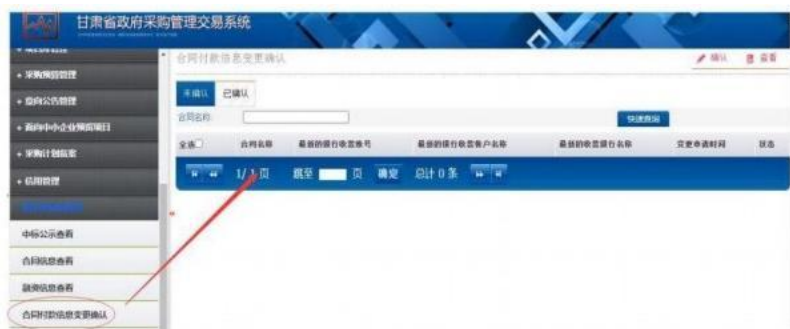 甘肃省政府采购管理交易系统
合同付款信息变更确认
确认 查看
+ 采购预算管理
未确认 已确认
+ 意向公告管理
合同名称: 快速查询
+ 面向中小企业预留项目
全选 合同名称 最新的银行收款账号 最新的银行收款账户名称 最新的收款银行名称 变更申请时间 状态
+ 采购计划备案
1/1页 跳至 页 确定 总计 0 条
+ 信用管理
中标公示查看
合同信息查看
融资信息查看
合同付款信息变更确认